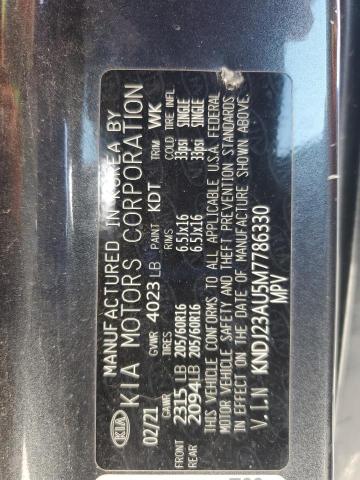 MANUFACTURED IN KOREA BY
KIA KIA MOTORS CORPORATION
02/21 GVWR 4023 LB PAINT KDT TRIM WK
GAWR TIRES RIMS COLD TIRE INFL
FRONT 2315 LB 205/60R16 6.5Jx16 33psi SINGLE
REAR 2094 LB 205/60R16 6.5Jx16 33psi SINGLE
THIS VEHICLE CONFORMS TO ALL APPLICABLE U.S.A. FEDERAL
MOTOR VEHICLE SAFETY AND THEFT PREVENTION STANDARDS
IN EFFECT ON THE DATE OF MANUFACTURE SHOWN ABOVE.
V.I.N KNDJ23AU5M7786330
MPV